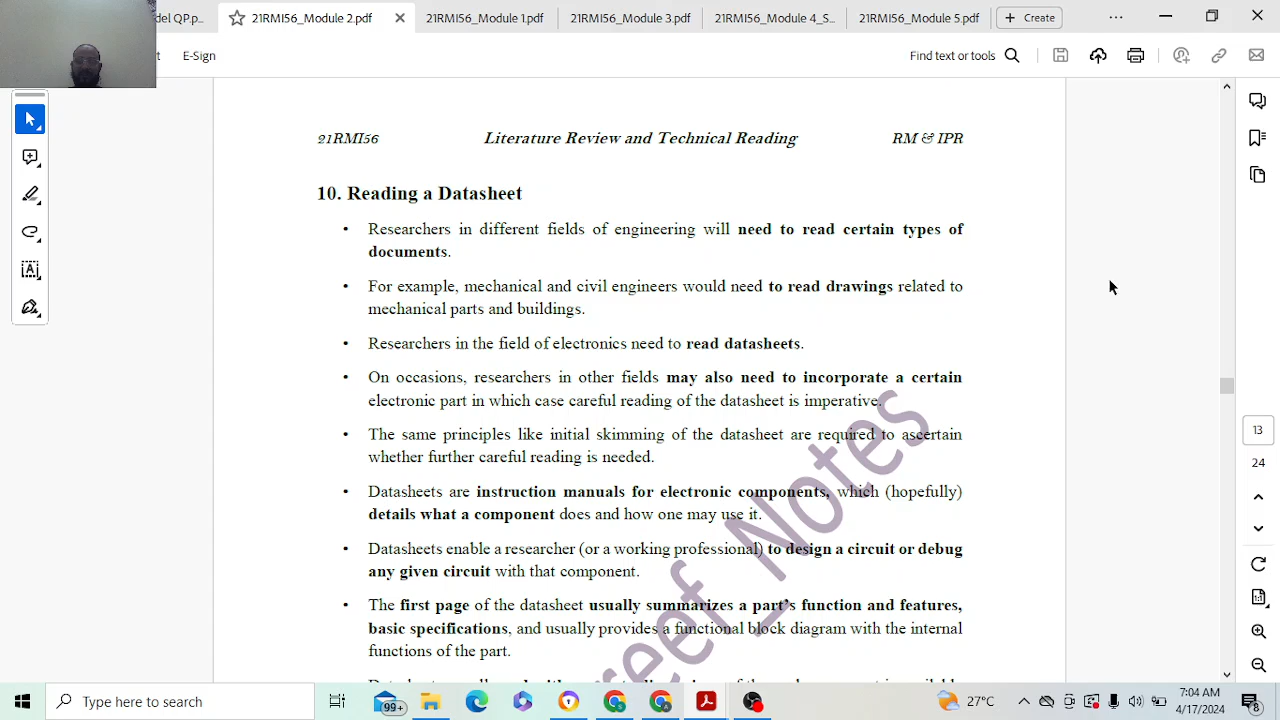 del QP.p...
21RMI56_Module 2.pdf
21RMI56_Module 1.pdf
21RMI56_Module 3.pdf
21RMI56_Module 4_S...
21RMI56_Module 5.pdf
Create
E-Sign
Find text or tools
21RMI56 Literature Review and Technical Reading RM & IPR
10. Reading a Datasheet
• Researchers in different fields of engineering will need to read certain types of
documents.
• For example, mechanical and civil engineers would need to read drawings related to
mechanical parts and buildings.
• Researchers in the field of electronics need to read datasheets.
• On occasions, researchers in other fields may also need to incorporate a certain
electronic part in which case careful reading of the datasheet is imperative.
• The same principles like initial skimming of the datasheet are required to ascertain
whether further careful reading is needed.
• Datasheets are instruction manuals for electronic components, which (hopefully)
details what a component does and how one may use it.
• Datasheets enable a researcher (or a working professional) to design a circuit or debug
any given circuit with that component.
• The first page of the datasheet usually summarizes a part's function and features,
basic specifications, and usually provides a functional block diagram with the internal
functions of the part.
reef_Notes
13
24
Type here to search
99+
27°C
7:04 AM
4/17/2024
8